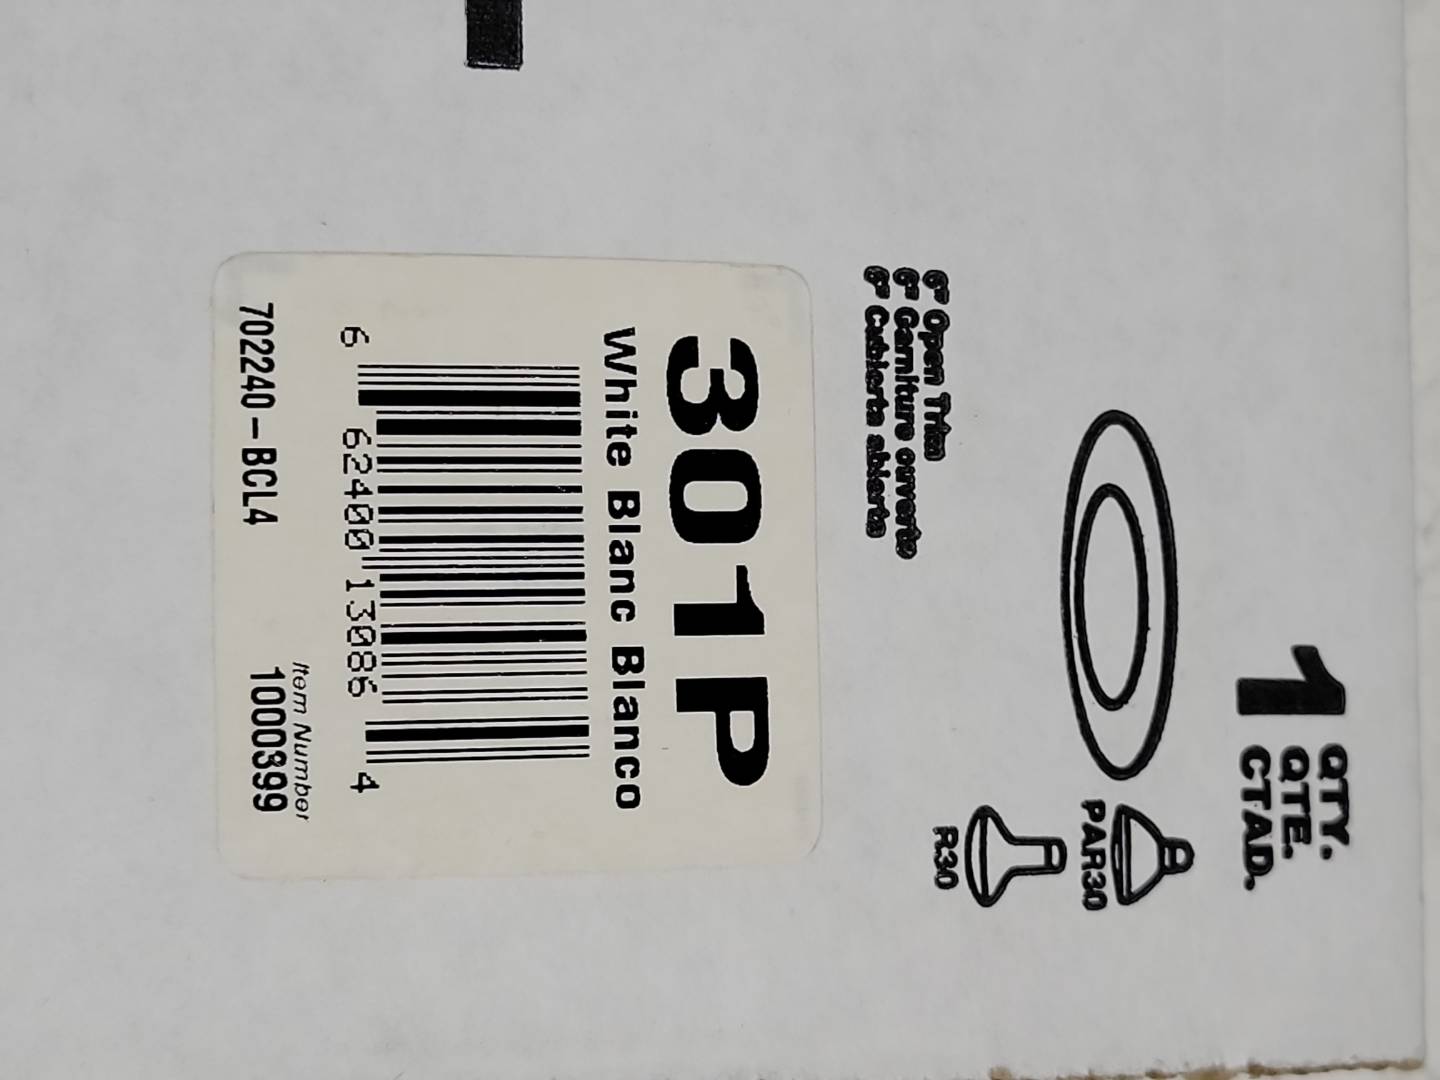 1 QTY.
QTE.
CTAD.
PAR30
R30
6" Open Trim
6" Garniture ouverte
6" Cubierta abierta
301P
White Blanc Blanco
6 62400 13086 4
Item Number
702240-BCL4 1000399